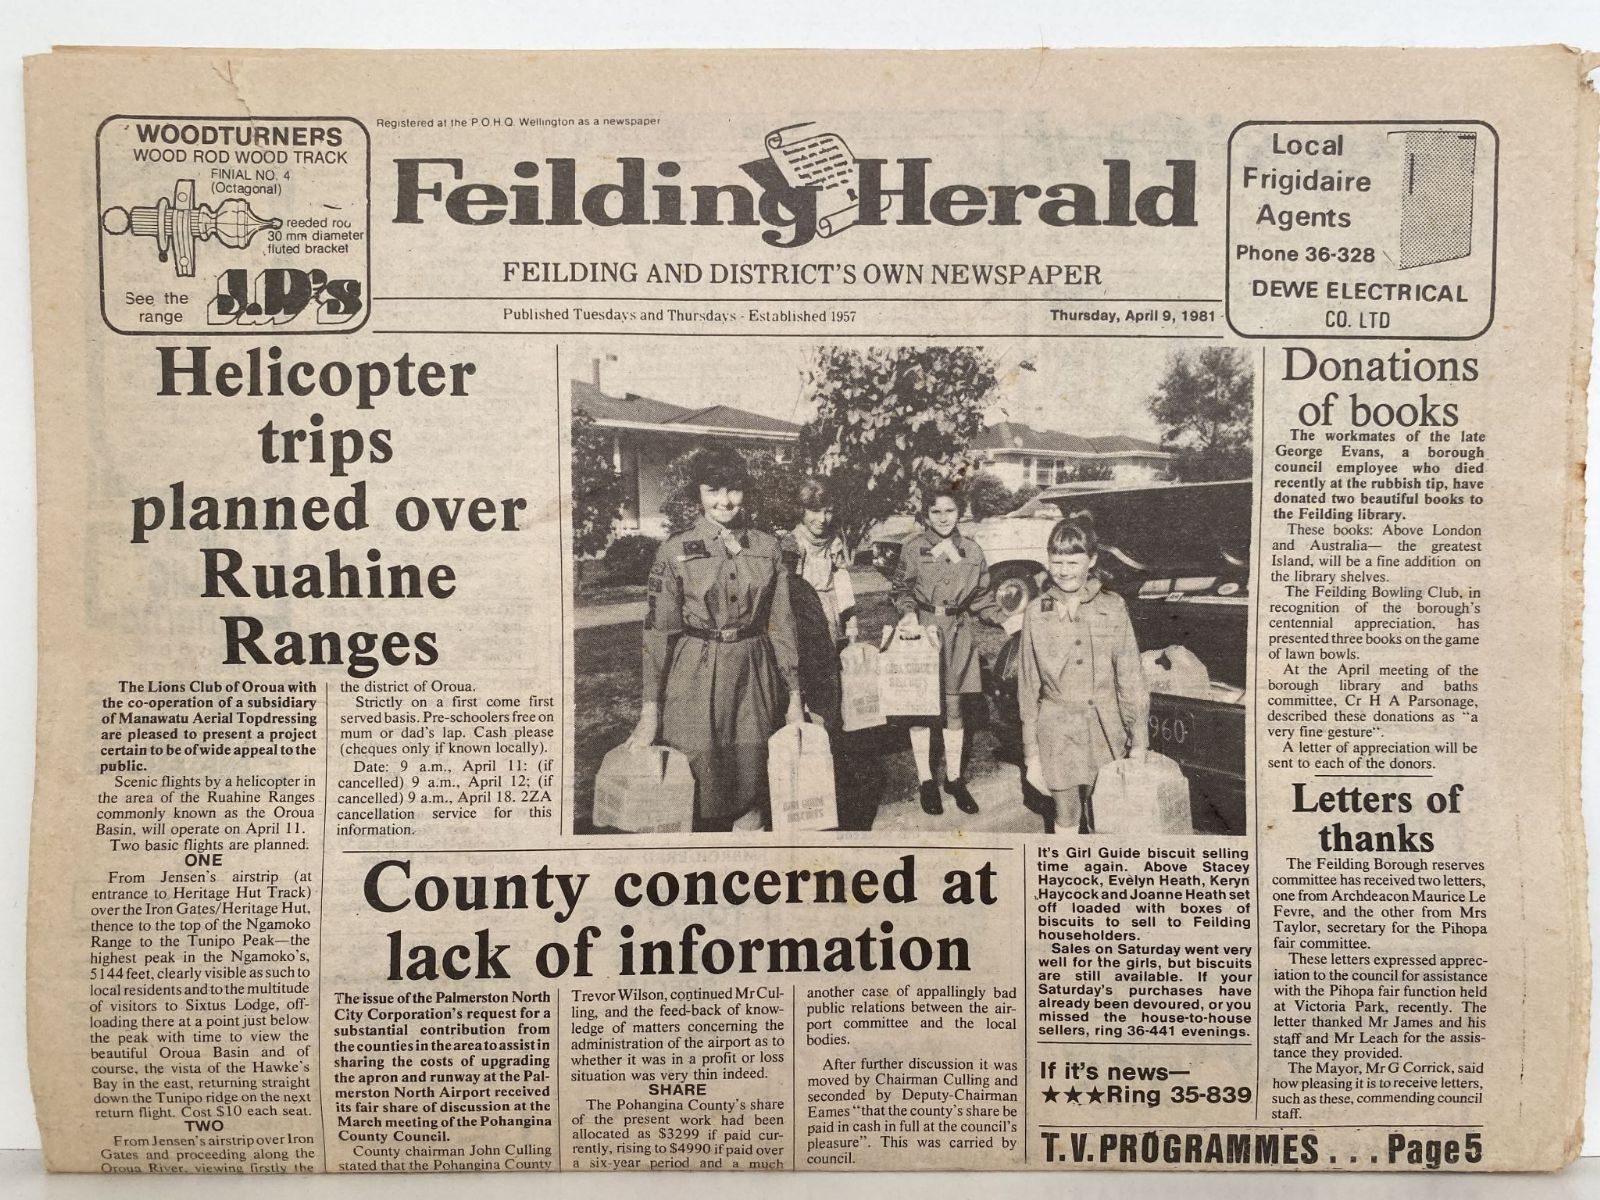 WOODTURNERS
WOOD ROD WOOD TRACK
FINIAL NO. 4
(Octagonal)
reeded rod
30 mm diameter
fluted bracket
See the
range
J.D's
Registered at the P.O.H.Q. Wellington as a newspaper
Feilding Herald
FEILDING AND DISTRICT'S OWN NEWSPAPER
Published Tuesdays and Thursdays - Established 1957
Thursday, April 9, 1981
Local
Frigidaire
Agents
Phone 36-328
DEWE ELECTRICAL
CO. LTD
Helicopter
trips
planned over
Ruahine
Ranges
The Lions Club of Oroua with
the co-operation of a subsidiary
of Manawatu Aerial Topdressing
are pleased to present a project
certain to be of wide appeal to the
public.
Scenic flights by a helicopter in
the area of the Ruahine Ranges
commonly known as the Oroua
Basin, will operate on April 11.
Two basic flights are planned.
ONE
From Jensen's airstrip (at
entrance to Heritage Hut Track)
over the Iron Gates/Heritage Hut,
thence to the top of the Ngamoko
Range to the Tunipo Peak—the
highest peak in the Ngamoko's,
5144 feet, clearly visible as such to
local residents and to the multitude
of visitors to Sixtus Lodge, off-
loading there at a point just below
the peak with time to view the
beautiful Oroua Basin and of
course, the vista of the Hawke's
Bay in the east, returning straight
down the Tunipo ridge on the next
return flight. Cost $10 each seat.
TWO
From Jensen's airstrip over Iron
Gates and proceeding along the
Oroua River, viewing firstly the
the district of Oroua.
Strictly on a first come first
served basis. Pre-schoolers free on
mum or dad's lap. Cash please
(cheques only if known locally).
Date: 9 a.m., April 11: (if
cancelled) 9 a.m., April 12; (if
cancelled) 9 a.m., April 18. 2ZA
cancellation service for this
information.
960
GIRL GUIDE
BISCUITS
County concerned at
lack of information
The issue of the Palmerston North
City Corporation's request for a
substantial contribution from
the counties in the area to assist in
sharing the costs of upgrading
the apron and runway at the Pal-
merston North Airport received
its fair share of discussion at the
March meeting of the Pohangina
County Council.
County chairman John Culling
stated that the Pohangina County
Trevor Wilson, continued Mr Cul-
ling, and the feed-back of know-
ledge of matters concerning the
administration of the airport as to
whether it was in a profit or loss
situation was very thin indeed.
SHARE
The Pohangina County's share
of the present work had been
allocated as $3299 if paid cur-
rently, rising to $4990 if paid over
a six-year period and a much
another case of appallingly bad
public relations between the air-
port committee and the local
bodies.
After further discussion it was
moved by Chairman Culling and
seconded by Deputy-Chairman
Eames "that the county's share be
paid in cash in full at the council's
pleasure". This was carried by
council.
It's Girl Guide biscuit selling
time again. Above Stacey
Haycock, Evelyn Heath, Keryn
Haycock and Joanne Heath set
off loaded with boxes of
biscuits to sell to Feilding
householders.
Sales on Saturday went very
well for the girls, but biscuits
are still available. If your
Saturday's purchases have
already been devoured, or you
missed the house-to-house
sellers, ring 36-441 evenings.
If it's news—
★★★Ring 35-839
Donations
of books
The workmates of the late
George Evans, a borough
council employee who died
recently at the rubbish tip, have
donated two beautiful books to
the Feilding library.
These books: Above London
and Australia— the greatest
Island, will be a fine addition on
the library shelves.
The Feilding Bowling Club, in
recognition of the borough's
centennial appreciation, has
presented three books on the game
of lawn bowls.
At the April meeting of the
borough library and baths
committee, Cr H A Parsonage,
described these donations as "a
very fine gesture".
A letter of appreciation will be
sent to each of the donors.
Letters of
thanks
The Feilding Borough reserves
committee has received two letters,
one from Archdeacon Maurice Le
Fevre, and the other from Mrs
Taylor, secretary for the Pihopa
fair committee.
These letters expressed apprec-
iation to the council for assistance
with the Pihopa fair function held
at Victoria Park, recently. The
letter thanked Mr James and his
staff and Mr Leach for the assis-
tance they provided.
The Mayor, Mr G Corrick, said
how pleasing it is to receive letters,
such as these, commending council
staff.
T.V. PROGRAMMES . . . Page 5